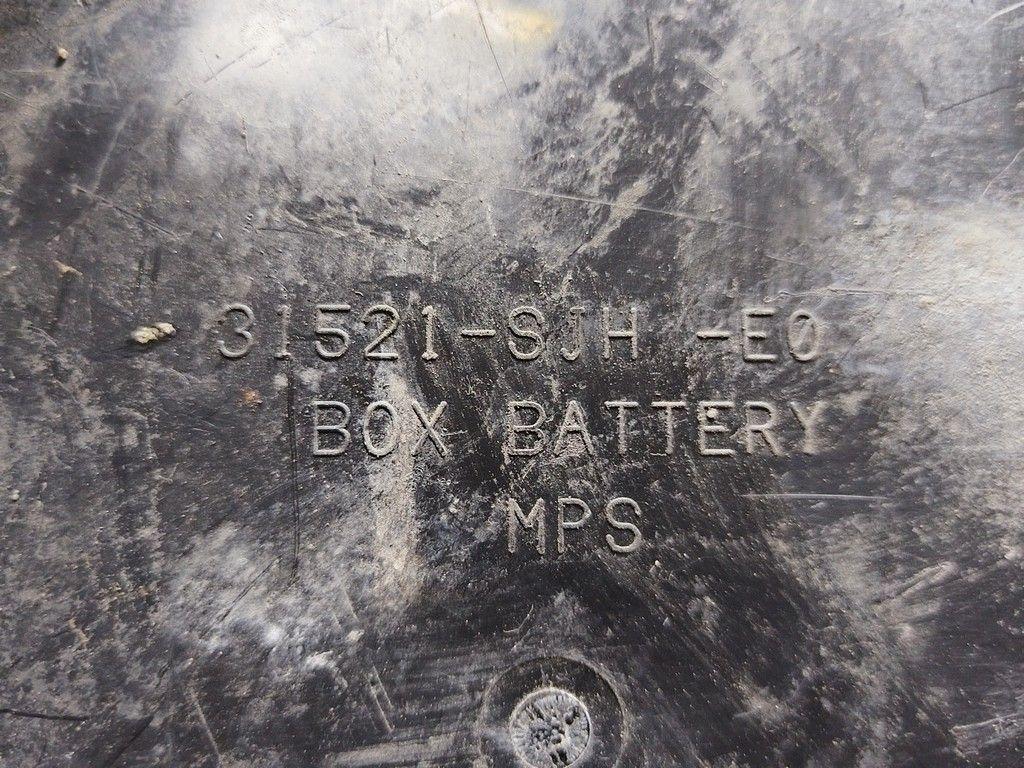 31521-SJH -E0
BOX BATTERY
MPS